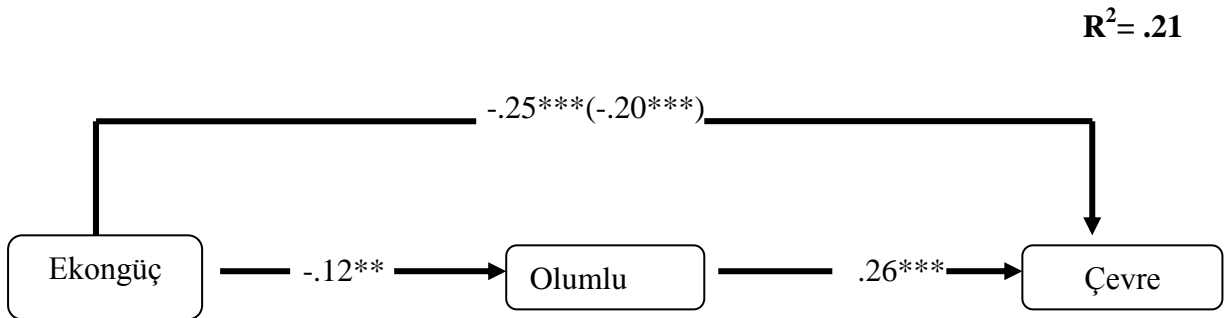 R²= .21
-.25***(-.20***)
Ekongüç
-.12**
Olumlu
.26***
Çevre